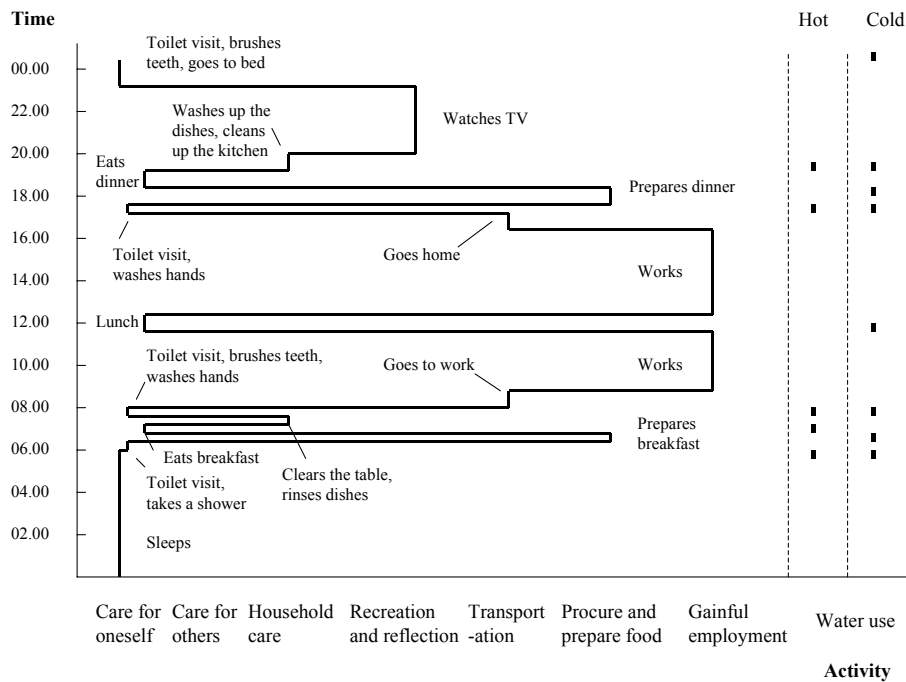 Time
Hot
Cold
Toilet visit, brushes
teeth, goes to bed
00.00
22.00
Washes up the
dishes, cleans
up the kitchen
Watches TV
20.00
Eats
dinner
Prepares dinner
18.00
16.00
Toilet visit,
washes hands
Goes home
14.00
Works
12.00
Lunch
Toilet visit, brushes teeth,
washes hands
10.00
Goes to work
Works
08.00
Prepares
breakfast
06.00
Eats breakfast
Clears the table,
rinses dishes
Toilet visit,
takes a shower
04.00
02.00
Sleeps
Care for
oneself
Care for
others
Household
care
Recreation
and reflection
Transport
-ation
Procure and
prepare food
Gainful
employment
Water use
Activity